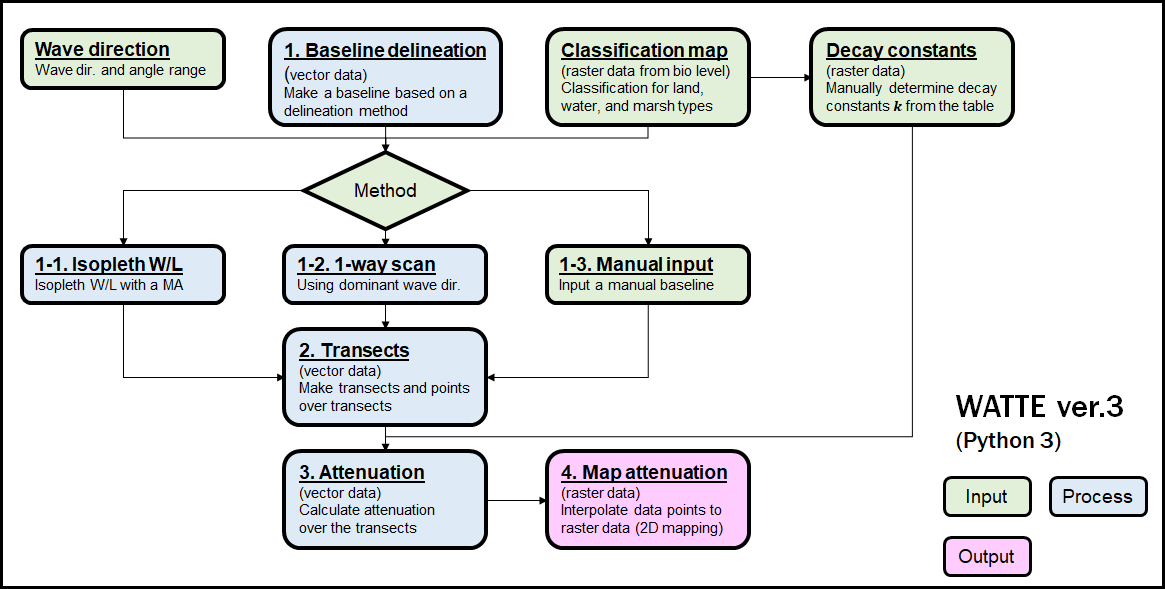 Wave direction
Wave dir. and angle range
1. Baseline delineation
(vector data)
Make a baseline based on a
delineation method
Classification map
(raster data from bio level)
Classification for land,
water, and marsh types
Decay constants
(raster data)
Manually determine decay
constants k from the table
Method
1-1. Isopleth W/L
Isopleth W/L with a MA
1-2. 1-way scan
Using dominant wave dir.
1-3. Manual input
Input a manual baseline
2. Transects
(vector data)
Make transects and points
over transects
3. Attenuation
(vector data)
Calculate attenuation
over the transects
4. Map attenuation
(raster data)
Interpolate data points to
raster data (2D mapping)
WATTE ver.3
(Python 3)
Input
Process
Output